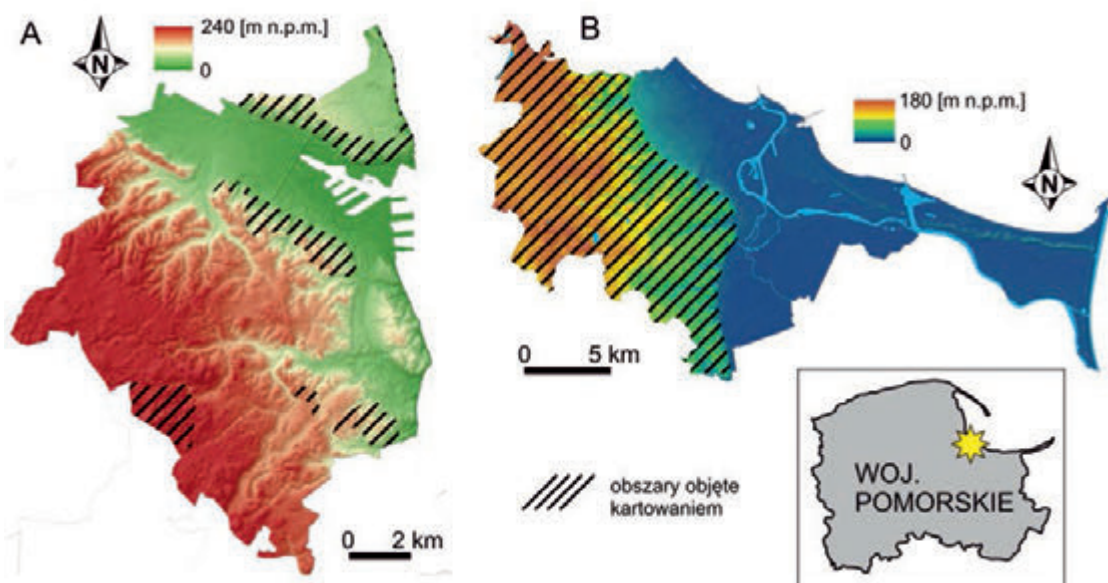 A
240 [m n.p.m.]
0
N
0 2 km
B
180 [m n.p.m.]
0
N
0 5 km
obszary objęte
kartowaniem
WOJ.
POMORSKIE